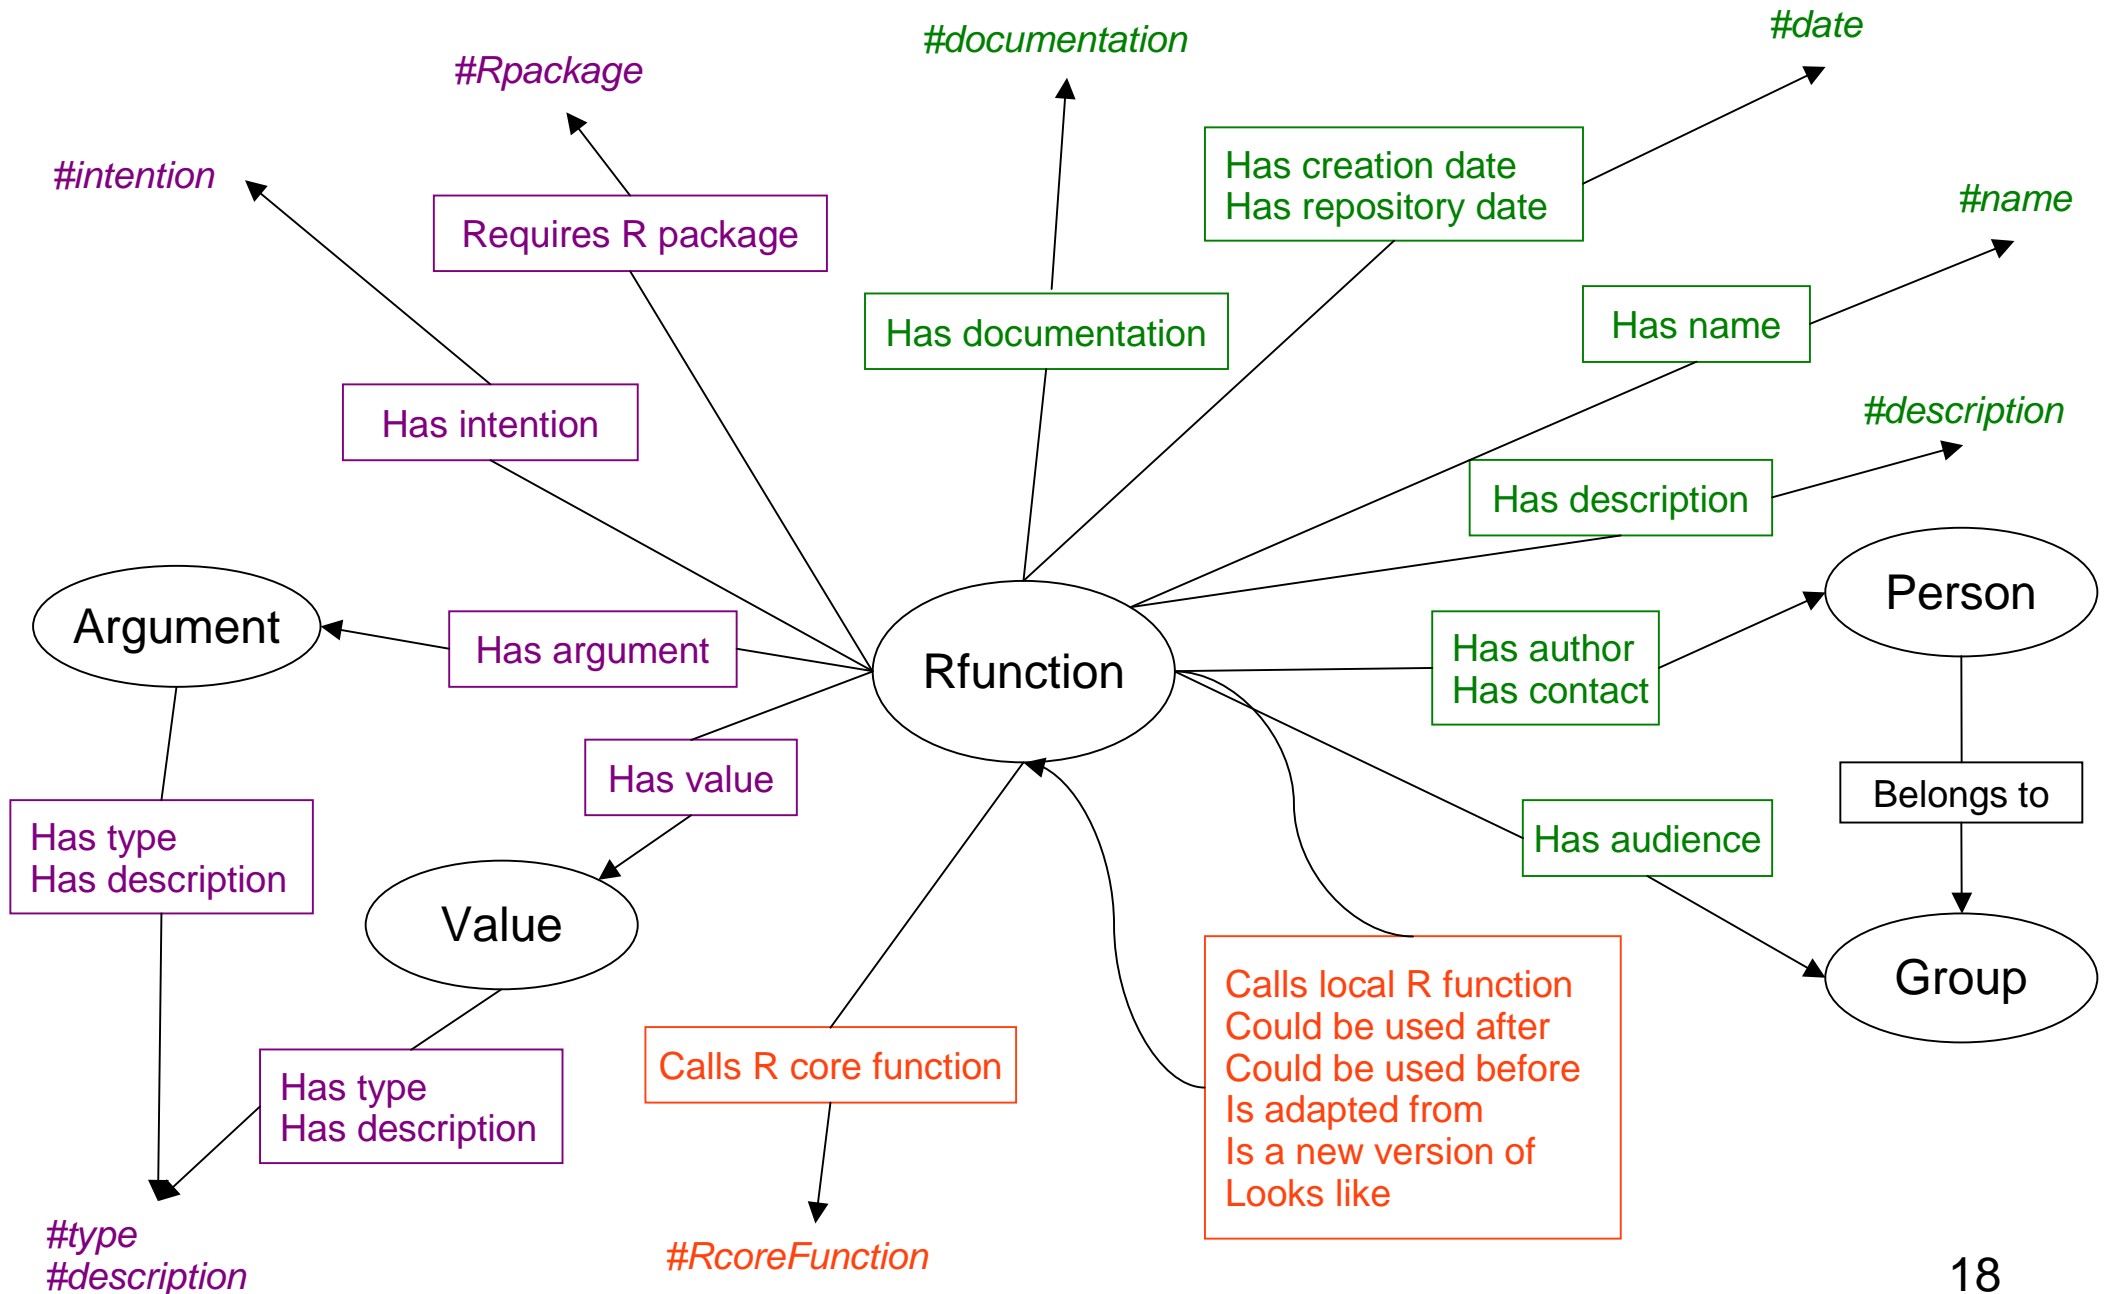 #documentation
#date
#Rpackage
#intention
Has creation date
Has repository date
#name
Requires R package
Has documentation
Has name
#description
Has intention
Has description
Person
Argument
Has argument
Rfunction
Has author
Has contact
Has value
Belongs to
Has type
Has description
Has audience
Value
Group
Calls local R function
Could be used after
Could be used before
Is adapted from
Is a new version of
Looks like
Calls R core function
Has type
Has description
#type
#description
#RcoreFunction
18